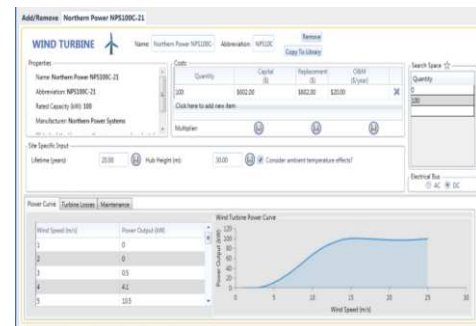 Add/Remove Northern Power NPS100C-21
WIND TURBINE
Name: Northern Power NPS100C-
Abbreviation: NPS10C
Remove
Copy To Library
Properties
Name: Northern Power NPS100C-21
Abbreviation: NPS100C-21
Rated Capacity (kW): 100
Manufacturer: Northern Power Systems
Costs
Quantity Capital ($) Replacement ($) O&M ($/year)
100 $602.00 $602.00 $20.00
Click here to add new item
Multiplier:
Search Space
Quantity
0
100
Site Specific Input
Lifetime (years): 20.00 Hub Height (m): 30.00 Consider ambient temperature effects?
Electrical Bus
AC DC
Power Curve Turbine Losses Maintenance
Wind Speed (m/s) Power Output (kW)
1 0
2 0
3 0.5
4 4.1
5 10.5
Wind Turbine Power Curve
Power Output (kW)
120
100
80
60
40
20
0
0 5 10 15 20 25 30
Wind Speed (m/s)